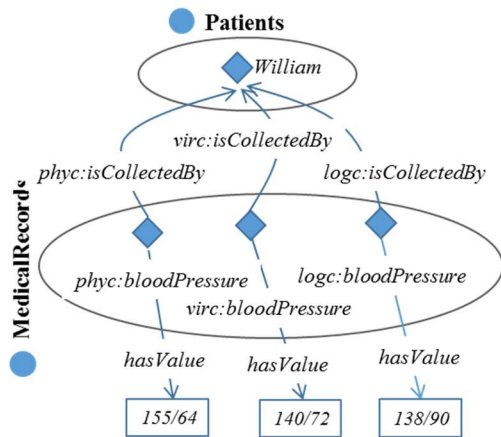 Patients
William
virc:isCollectedBy
phyc:isCollectedBy
logc:isCollectedBy
MedicalRecords
phyc:bloodPressure
logc:bloodPressure
virc:bloodPressure
hasValue
hasValue
hasValue
155/64
140/72
138/90